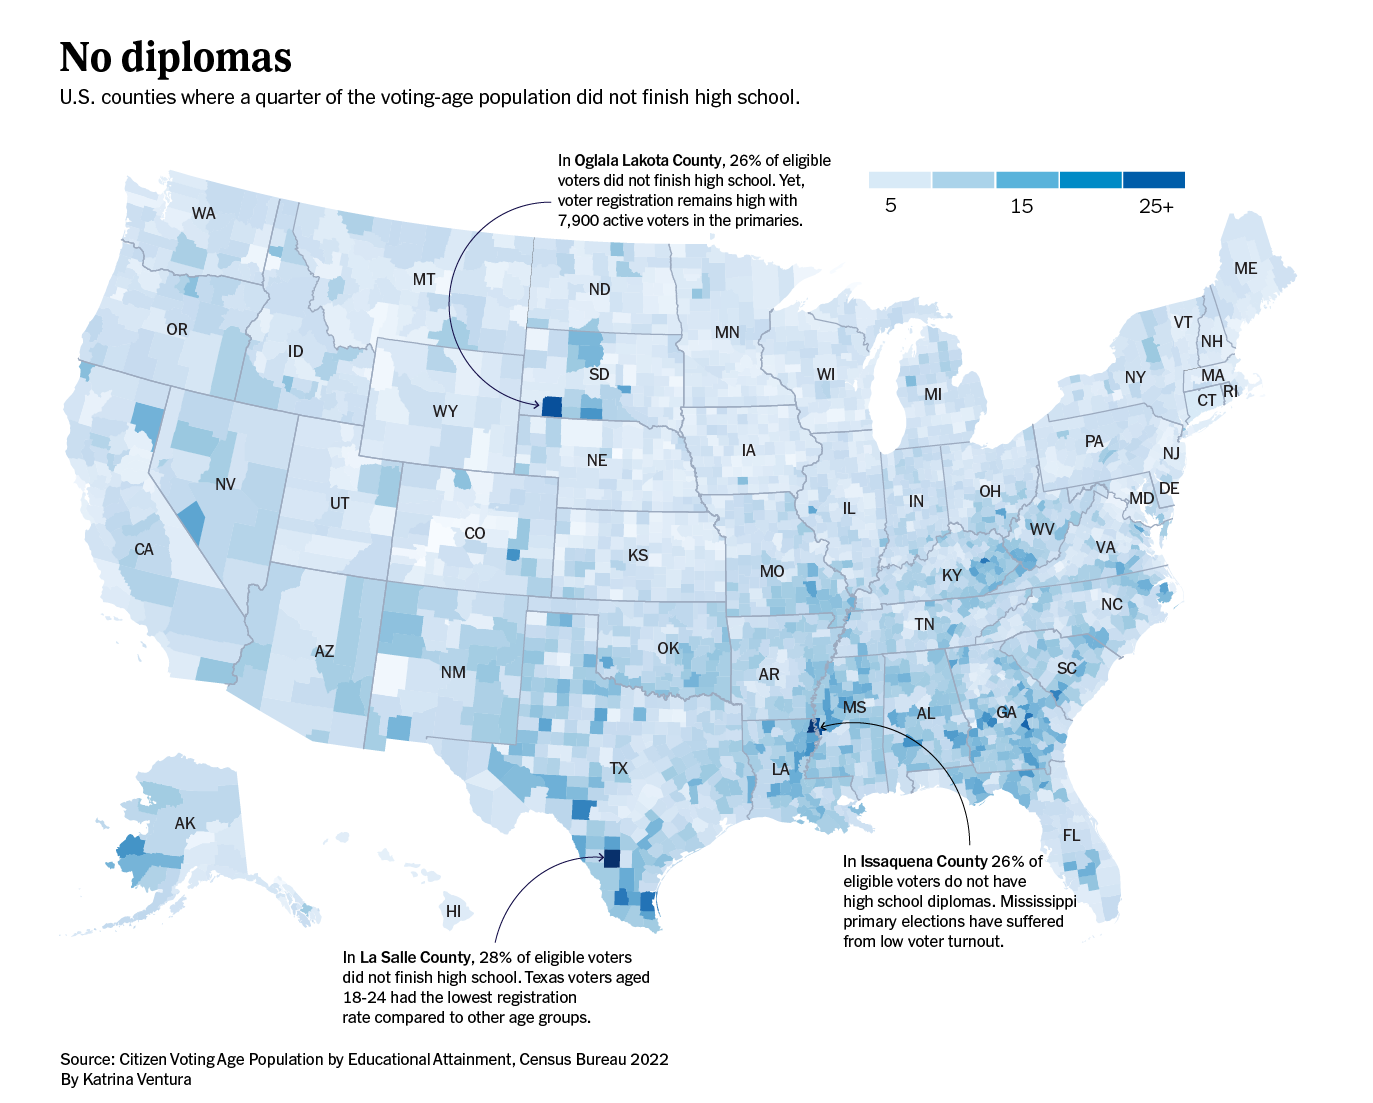 No diplomas
U.S. counties where a quarter of the voting-age population did not finish high school.
In Oglala Lakota County, 26% of eligible
voters did not finish high school. Yet,
voter registration remains high with
7,900 active voters in the primaries.
5 15 25+
WA
MT
ND
MN
ME
OR
ID
SD
WI
VT
NH
WY
MI
NY
MA
RI
CT
NE
IA
PA
NJ
NV
UT
CO
IL
IN
OH
MD
DE
CA
KS
MO
WV
VA
KY
NC
AZ
NM
OK
AR
TN
SC
MS
AL
GA
TX
LA
FL
AK
HI
In Issaquena County 26% of
eligible voters do not have
high school diplomas. Mississippi
primary elections have suffered
from low voter turnout.
In La Salle County, 28% of eligible voters
did not finish high school. Texas voters aged
18-24 had the lowest registration
rate compared to other age groups.
Source: Citizen Voting Age Population by Educational Attainment, Census Bureau 2022
By Katrina Ventura